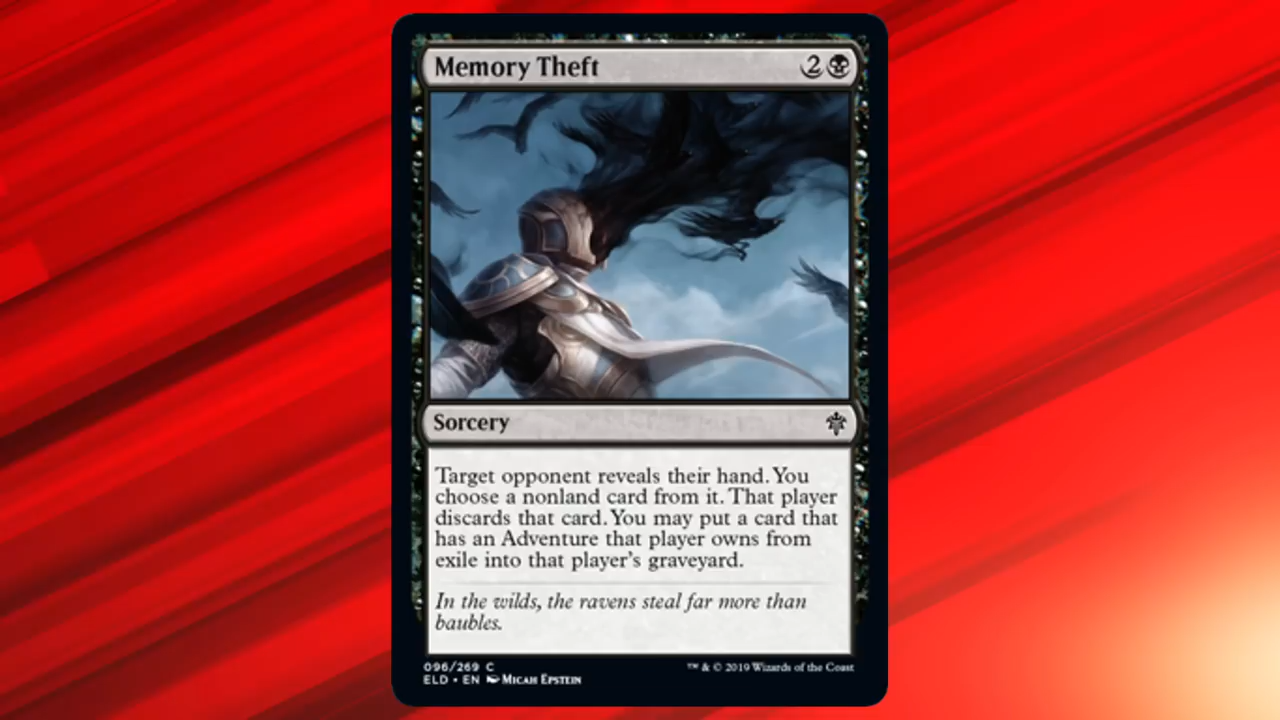 Memory Theft 2
Sorcery
Target opponent reveals their hand. You
choose a nonland card from it. That player
discards that card. You may put a card that
has an Adventure that player owns from
exile into that player's graveyard.
In the wilds, the ravens steal far more than
baubles.
096/269 C
ELD • EN Micah Epstein
™ & © 2019 Wizards of the Coast